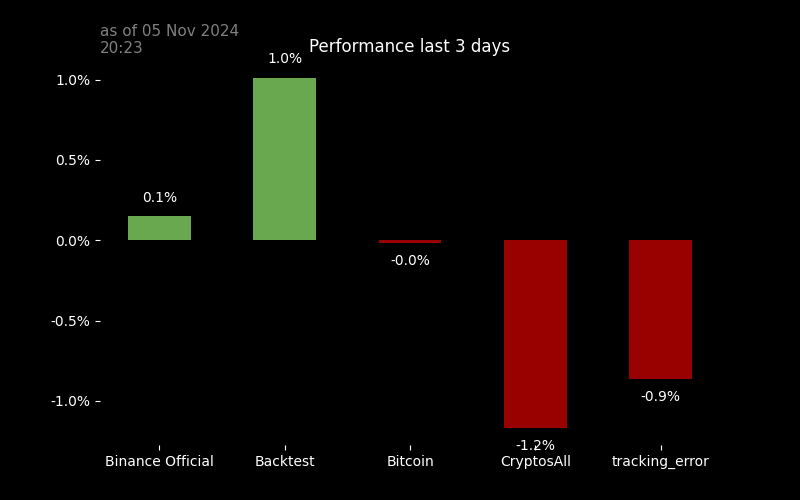 as of 05 Nov 2024
20:23
Performance last 3 days
1.0%
1.0%
0.5%
0.1%
0.0%
-0.0%
-0.5%
-0.9%
-1.0%
-1.2%
Binance Official
Backtest
Bitcoin
CryptosAll
tracking_error